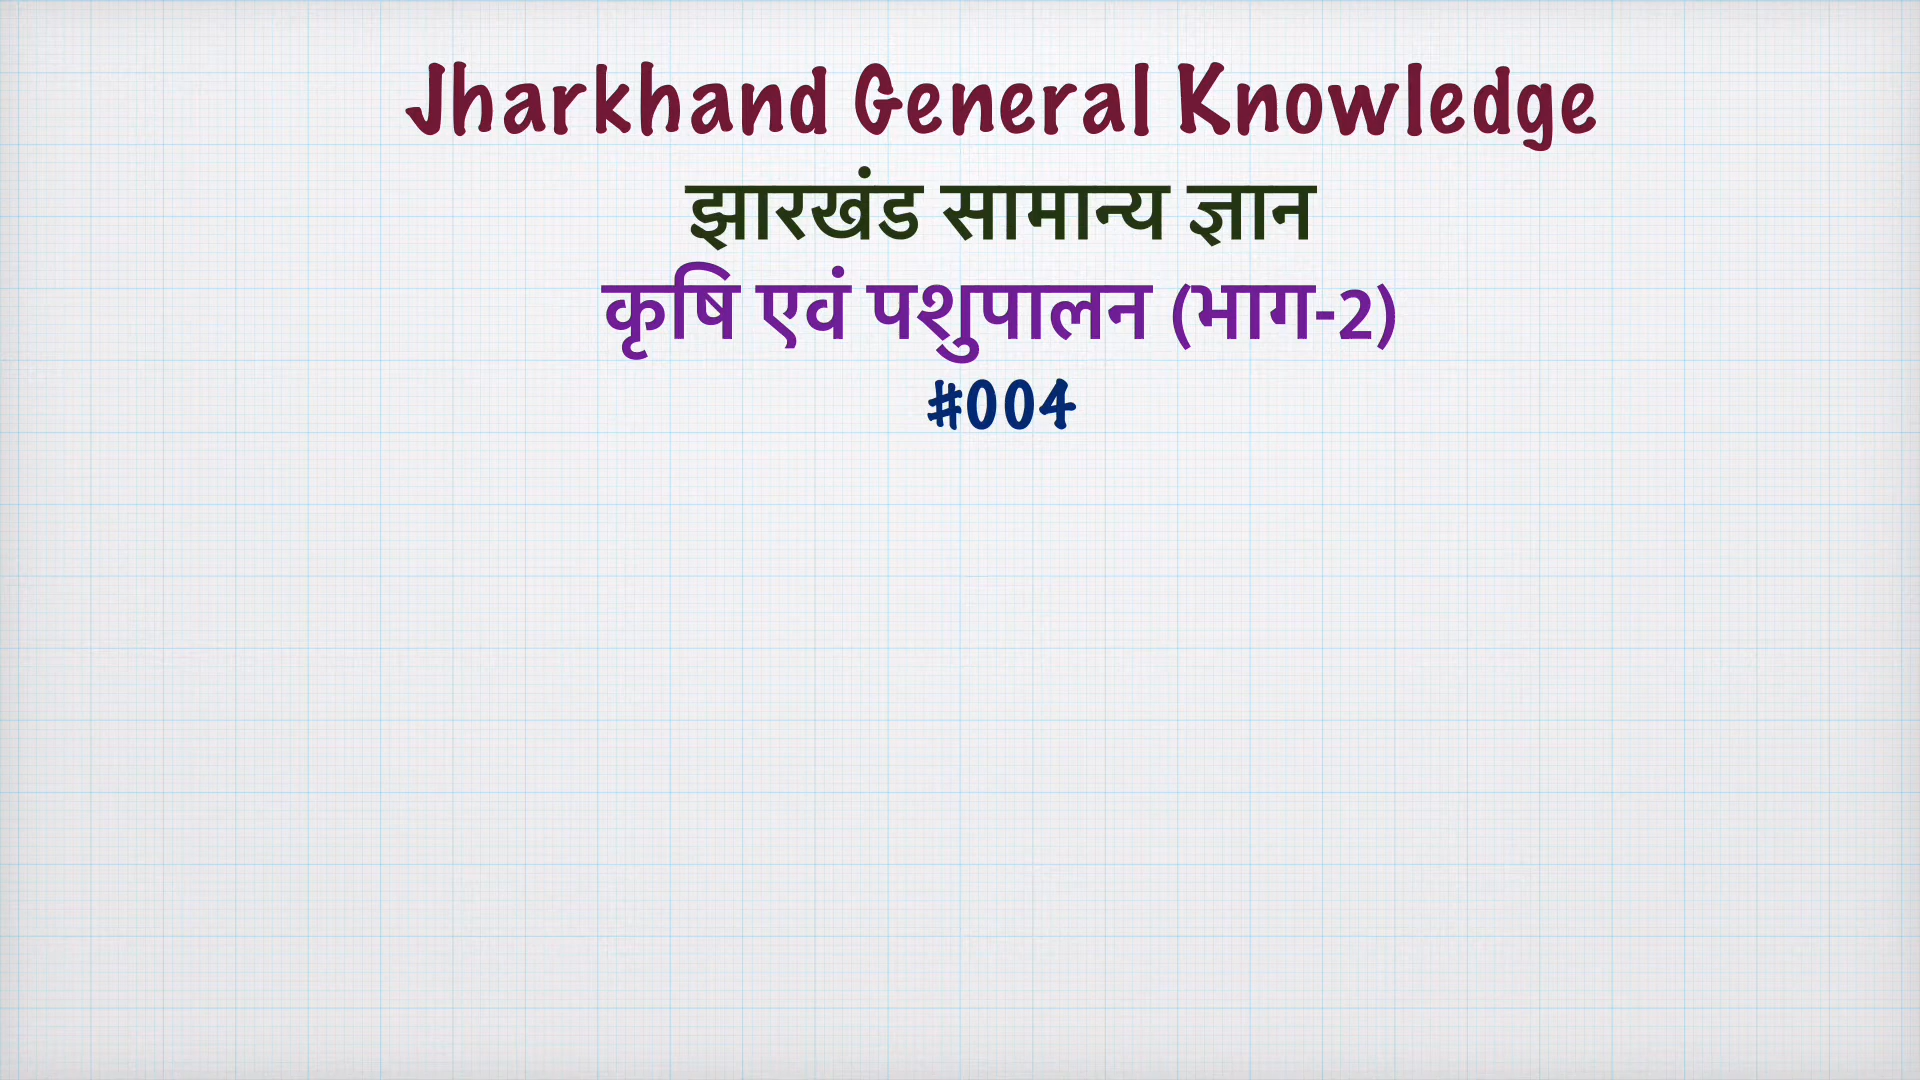 Jharkhand General Knowledge
झारखंड सामान्य ज्ञान
कृषि एवं पशुपालन (भाग-2)
#004